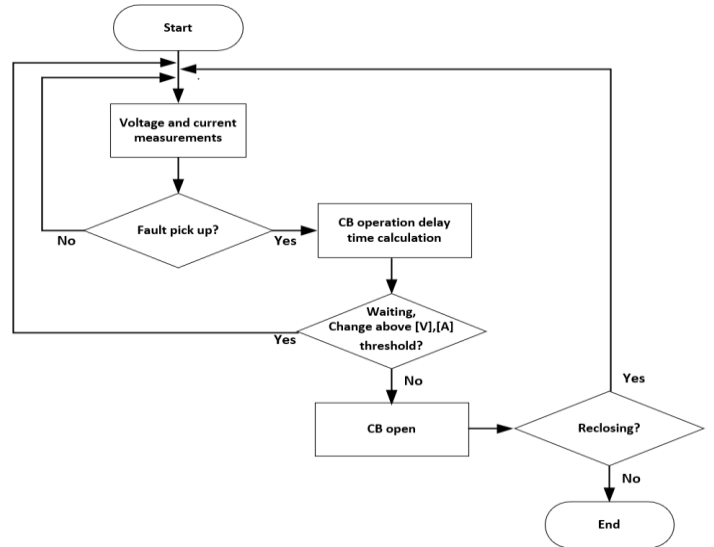 Start
Voltage and current
measurements
Fault pick up?
No
Yes
CB operation delay
time calculation
Waiting,
Change above [V],[A]
threshold?
Yes
No
CB open
Reclosing?
Yes
No
End